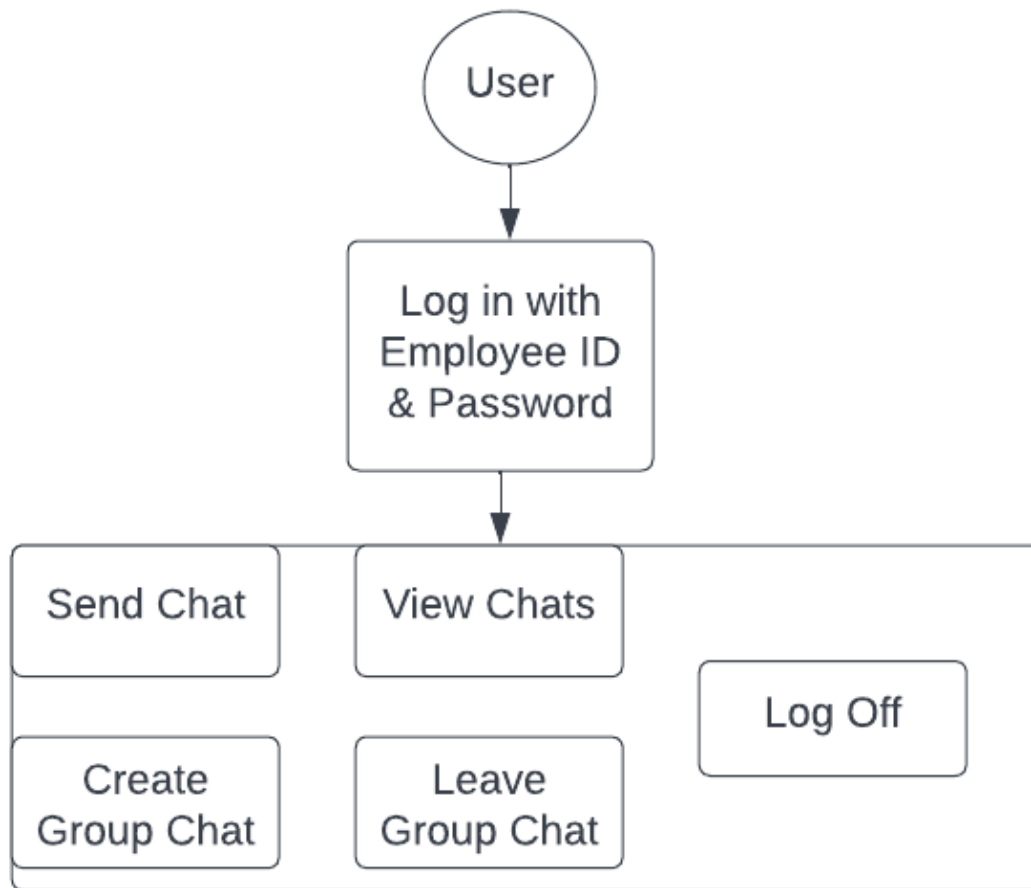 User
Log in with
Employee ID
& Password
Send Chat
View Chats
Log Off
Create
Group Chat
Leave
Group Chat